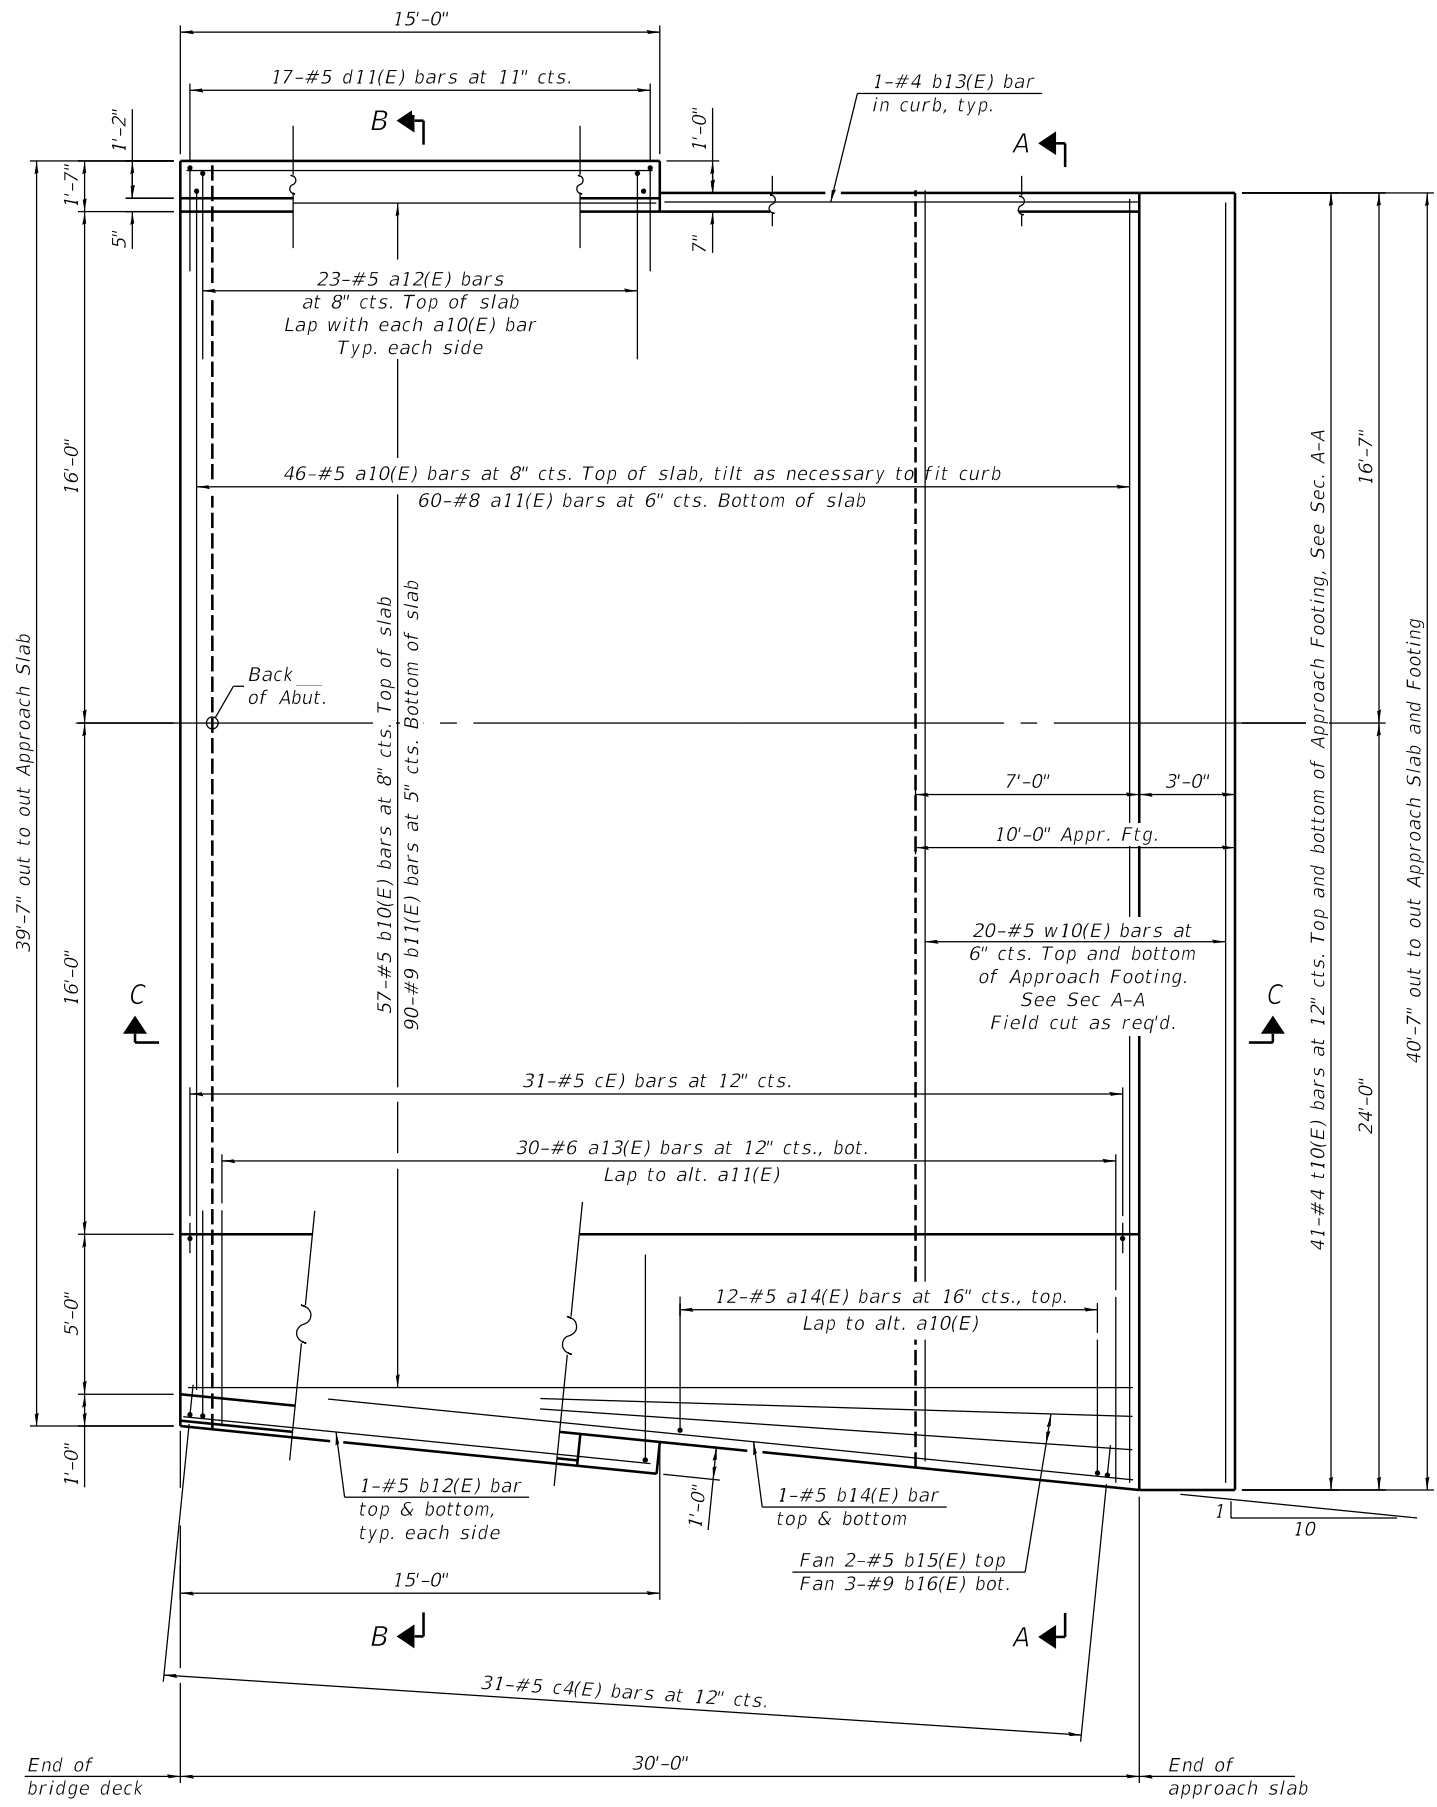 15'-0"
17-#5 d11(E) bars at 11" cts.
1-#4 b13(E) bar
in curb, typ.
B
A
1'-2"
1'-0"
1'-7"
5"
7"
23-#5 a12(E) bars
at 8" cts. Top of slab
Lap with each a10(E) bar
Typ. each side
16'-0"
46-#5 a10(E) bars at 8" cts. Top of slab, tilt as necessary to fit curb
60-#8 a11(E) bars at 6" cts. Bottom of slab
16'-7"
39'-7" out to out Approach Slab
Back
of Abut.
57-#5 b10(E) bars at 8" cts. Top of slab
90-#9 b11(E) bars at 5" cts. Bottom of slab
41-#4 t10(E) bars at 12" cts. Top and bottom of Approach Footing, See Sec. A-A
40'-7" out to out Approach Slab and Footing
7'-0"
3'-0"
10'-0" Appr. Ftg.
20-#5 w10(E) bars at
6" cts. Top and bottom
of Approach Footing.
See Sec A-A
Field cut as req'd.
16'-0"
C
C
24'-0"
31-#5 cE) bars at 12" cts.
30-#6 a13(E) bars at 12" cts., bot.
Lap to alt. a11(E)
5'-0"
12-#5 a14(E) bars at 16" cts., top.
Lap to alt. a10(E)
1'-0"
1-#5 b12(E) bar
top & bottom,
typ. each side
1'-0"
1-#5 b14(E) bar
top & bottom
1
10
Fan 2-#5 b15(E) top
Fan 3-#9 b16(E) bot.
15'-0"
B
A
31-#5 c4(E) bars at 12" cts.
End of
bridge deck
30'-0"
End of
approach slab